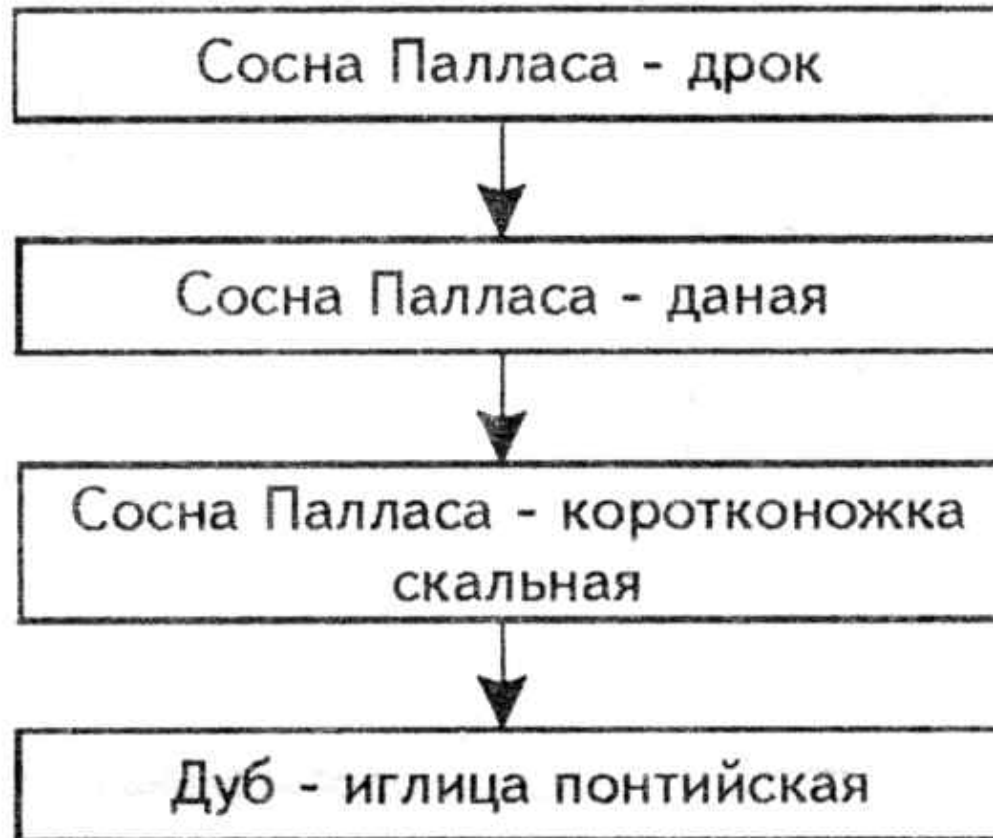 Сосна Палласа - дрок
Сосна Палласа - даная
Сосна Палласа - коротконожка
скальная
Дуб - иглица понтийская